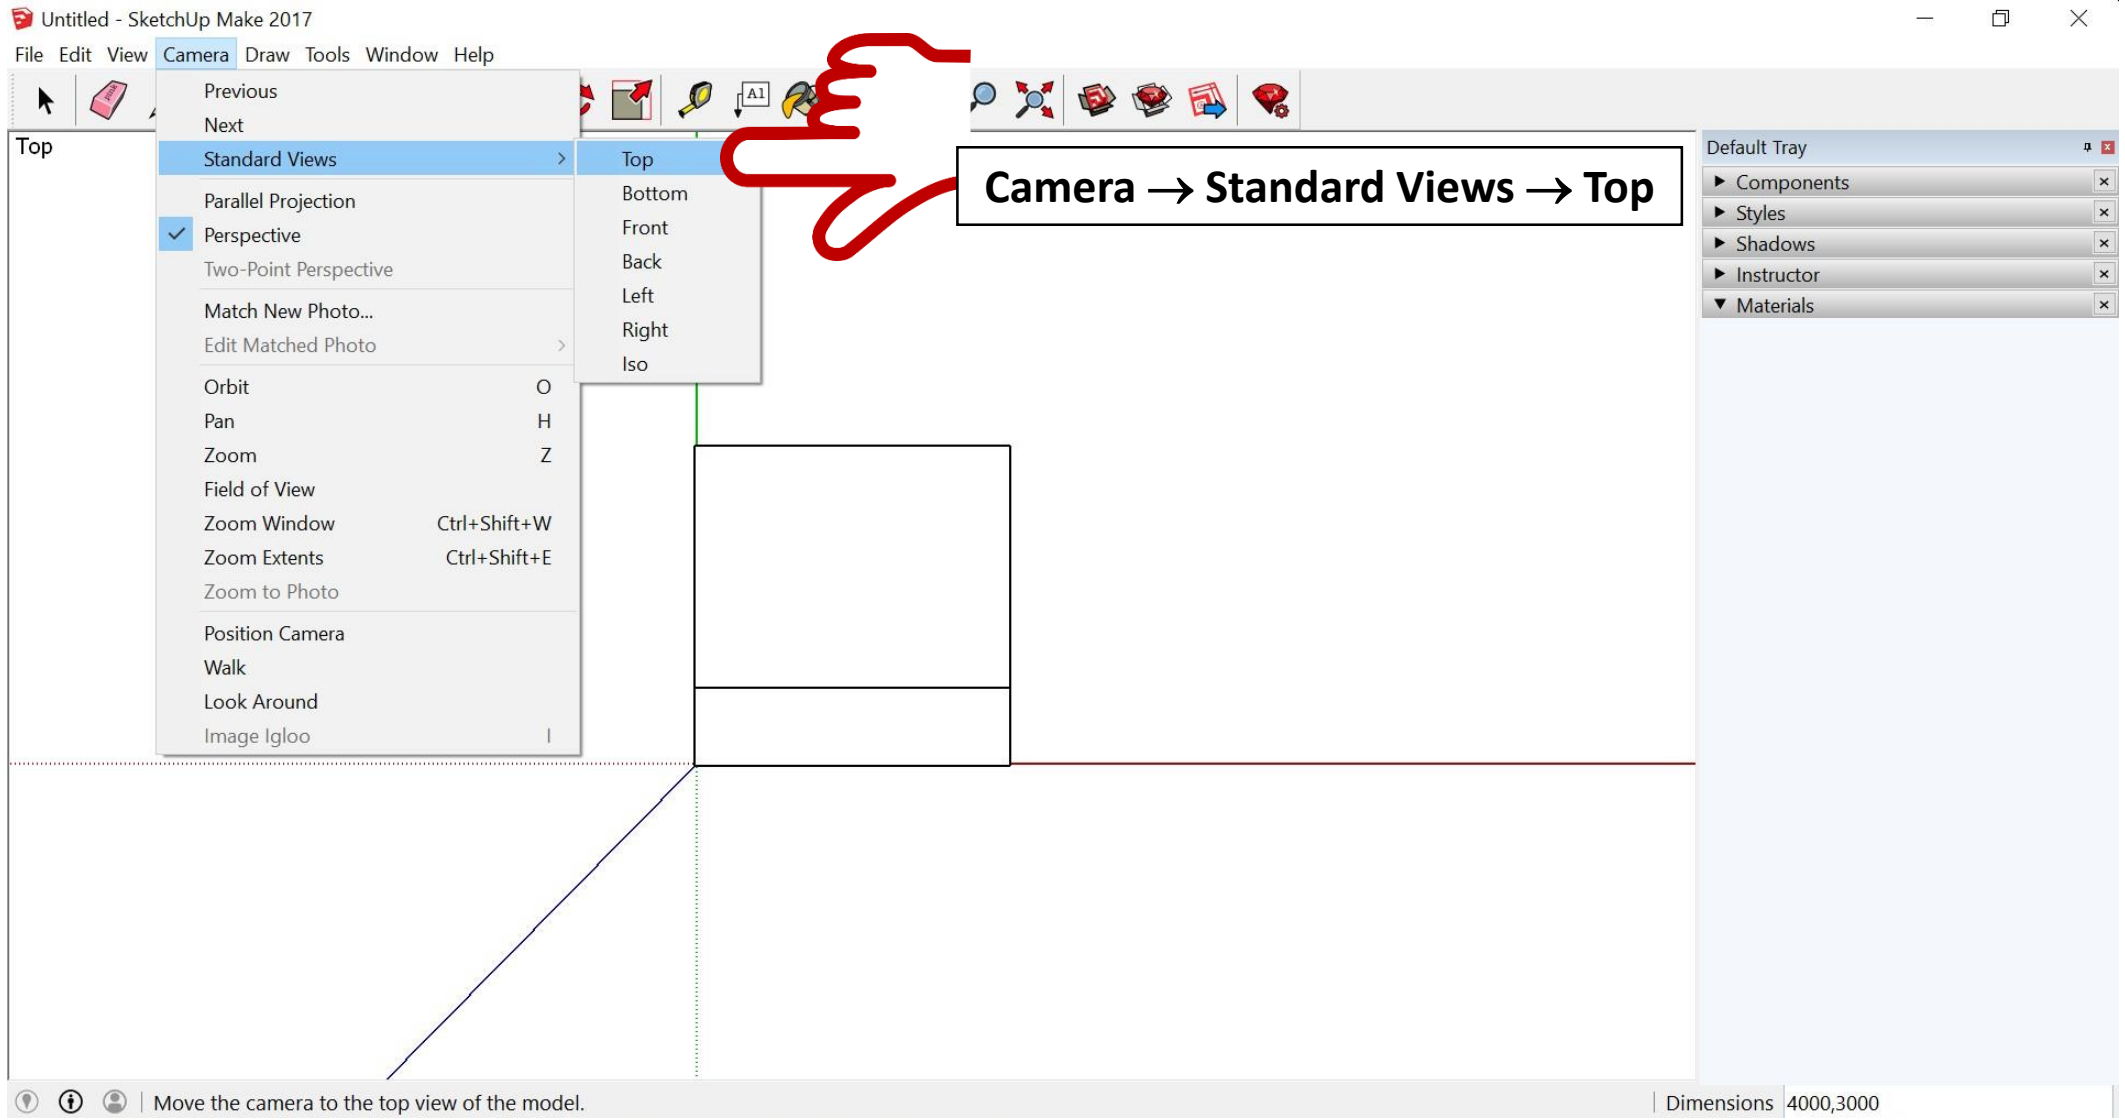 Untitled - SketchUp Make 2017
File Edit View Camera Draw Tools Window Help
A1
Top
Previous
Next
Standard Views
Parallel Projection
Perspective
Two-Point Perspective
Match New Photo...
Edit Matched Photo
Orbit O
Pan H
Zoom Z
Field of View
Zoom Window Ctrl+Shift+W
Zoom Extents Ctrl+Shift+E
Zoom to Photo
Position Camera
Walk
Look Around
Image Igloo I
Top
Bottom
Front
Back
Left
Right
Iso
Camera → Standard Views → Top
Default Tray
Components
Styles
Shadows
Instructor
Materials
Move the camera to the top view of the model.
Dimensions 4000,3000